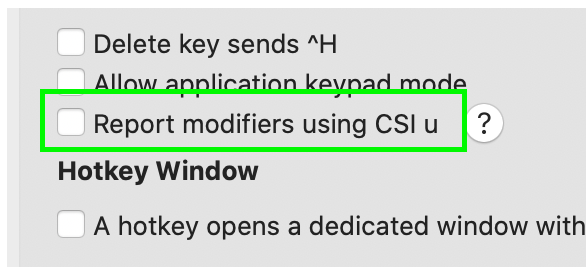 Delete key sends ^H
Allow application keypad mode
Report modifiers using CSI u
?
Hotkey Window
A hotkey opens a dedicated window with